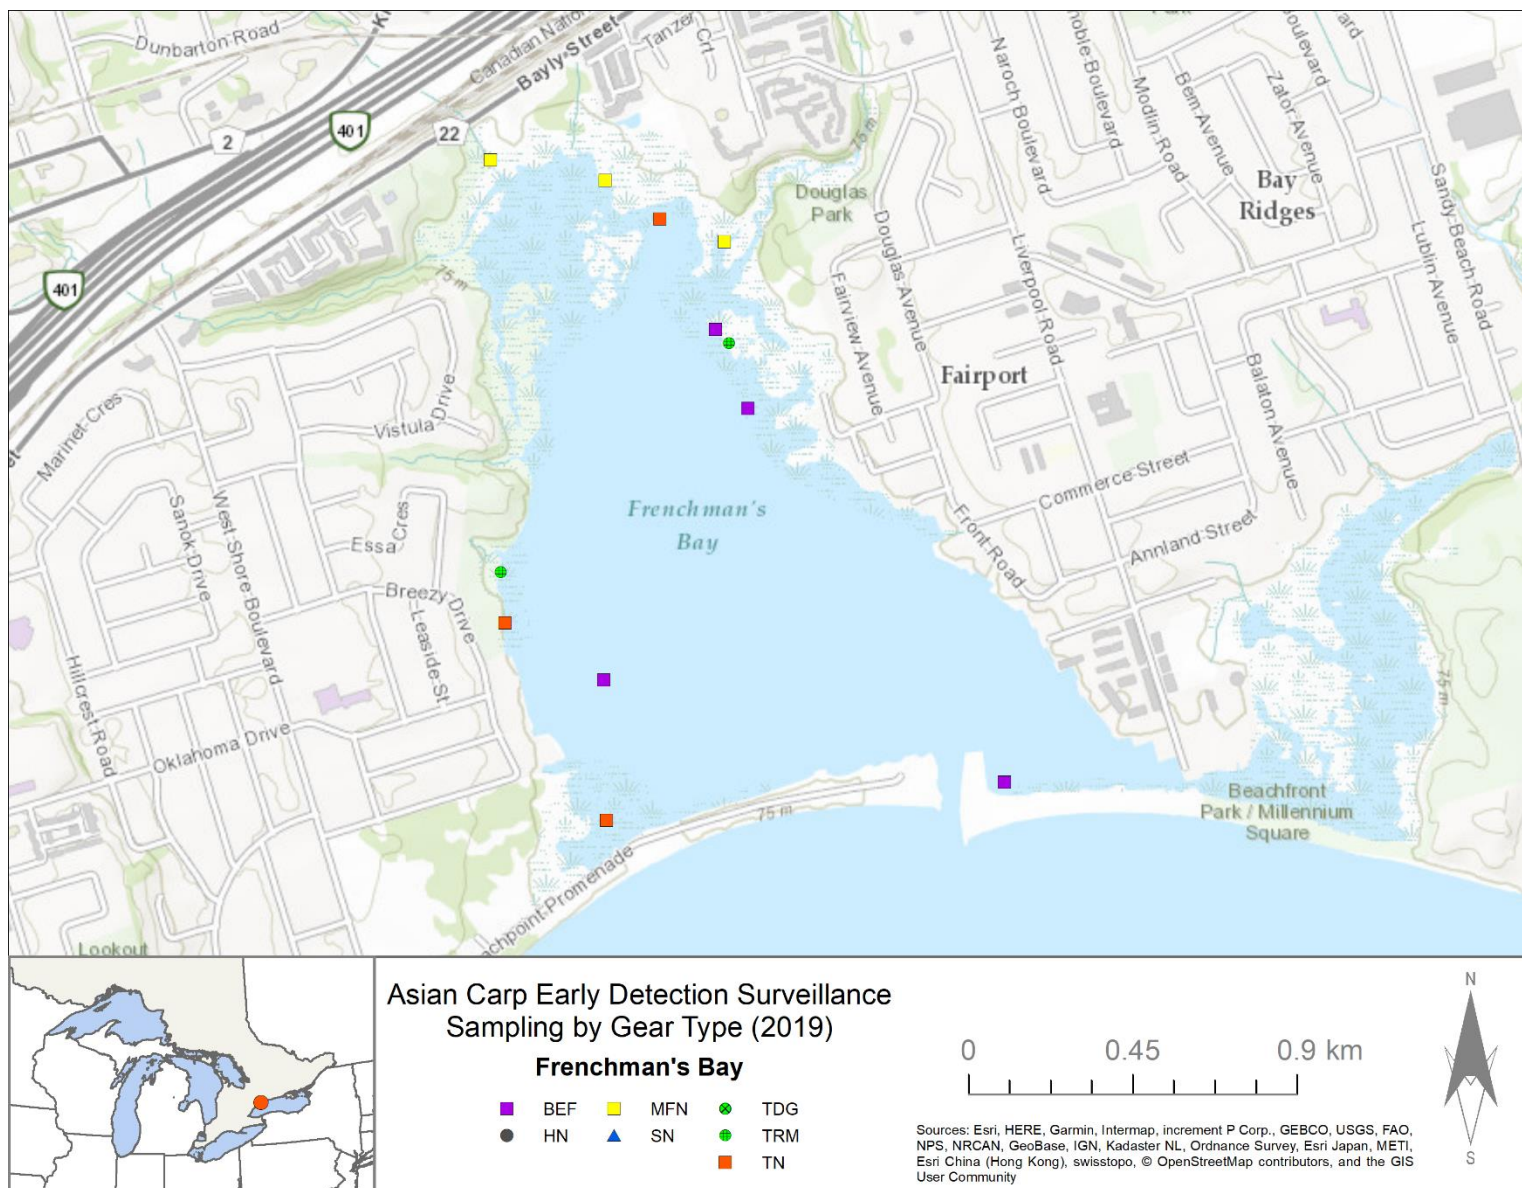 Dunbarton Road
Canadian Nation
Bayly Street
Tanzer Crt
Naroch Boulevard
Modlin Road
Bem Avenue
Zator Avenue
2
401
22
75 m
Douglas
Park
Bay
Ridges
Sandy Beach Road
401
75 m
Fairview Avenue
Douglas Avenue
Liverpool Road
Lublin Avenue
Fairport
Balaton Avenue
Marinet Cres
Vistula Drive
Commerce Street
Frenchman's
Bay
Sanok Drive
West Shore Boulevard
Essa Cres
Front Road
Annland Street
Breezy Drive
Leaside St
Hillcrest Road
75 m
Oklahoma Drive
75 m
Beachfront
Park / Millennium
Square
achpoint Promenade
Lookout
Asian Carp Early Detection Surveillance
Sampling by Gear Type (2019)
Frenchman's Bay
BEF MFN TDG
HN SN TRM
TN
0 0.45 0.9 km
N
S
Sources: Esri, HERE, Garmin, Intermap, increment P Corp., GEBCO, USGS, FAO,
NPS, NRCAN, GeoBase, IGN, Kadaster NL, Ordnance Survey, Esri Japan, METI,
Esri China (Hong Kong), swisstopo, © OpenStreetMap contributors, and the GIS
User Community